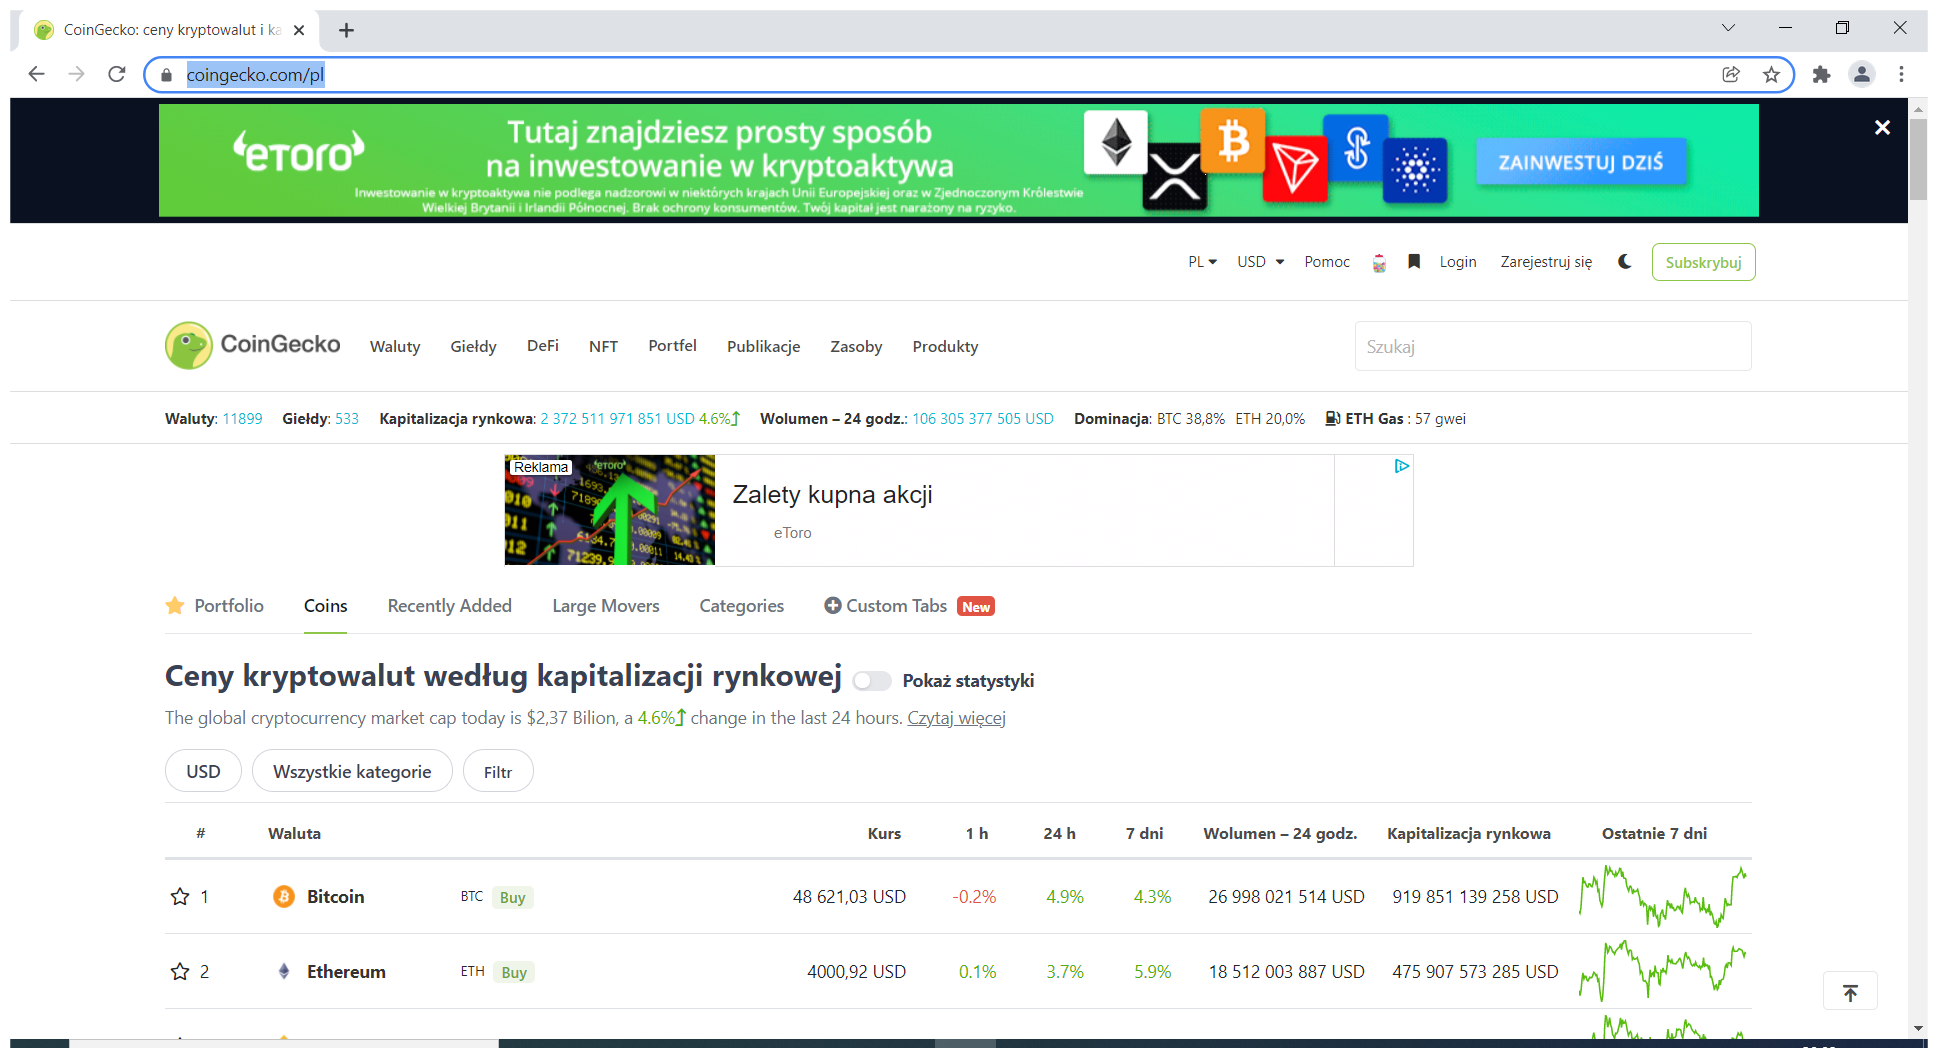 CoinGecko: ceny kryptowalut i ka
coingecko.com/pl
eToro
Tutaj znajdziesz prosty sposób
na inwestowanie w kryptoaktywa
Inwestowanie w kryptoaktywa nie podlega nadzorowi w niektórych krajach Unii Europejskiej oraz w Zjednoczonym Królestwie
Wielkiej Brytanii i Irlandii Północnej. Brak ochrony konsumentów. Twój kapitał jest narażony na ryzyko.
ZAINWESTUJ DZIŚ
PL USD Pomoc Login Zarejestruj się Subskrybuj
CoinGecko Waluty Giełdy DeFi NFT Portfel Publikacje Zasoby Produkty Szukaj
Waluty: 11899 Giełdy: 533 Kapitalizacja rynkowa: 2 372 511 971 851 USD 4.6% Wolumen – 24 godz.: 106 305 377 505 USD Dominacja: BTC 38,8% ETH 20,0% ETH Gas : 57 gwei
Reklama
eToro
Zalety kupna akcji
eToro
Portfolio Coins Recently Added Large Movers Categories Custom Tabs New
Ceny kryptowalut według kapitalizacji rynkowej Pokaż statystyki
The global cryptocurrency market cap today is $2,37 Bilion, a 4.6% change in the last 24 hours. Czytaj więcej
USD Wszystkie kategorie Filtr
# Waluta Kurs 1 h 24 h 7 dni Wolumen – 24 godz. Kapitalizacja rynkowa Ostatnie 7 dni
1 Bitcoin BTC Buy 48 621,03 USD -0.2% 4.9% 4.3% 26 998 021 514 USD 919 851 139 258 USD
2 Ethereum ETH Buy 4000,92 USD 0.1% 3.7% 5.9% 18 512 003 887 USD 475 907 573 285 USD